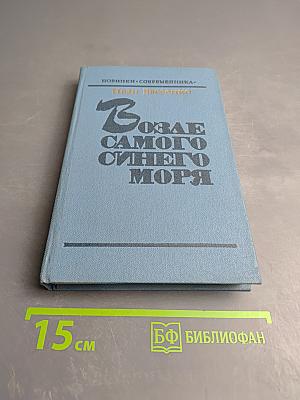 НОВИНКИ «СОВРЕМЕННИКА»
Возле
САМОГО
СИНЕГО
МОРЯ
15 см
БФ БИБЛИОФАН